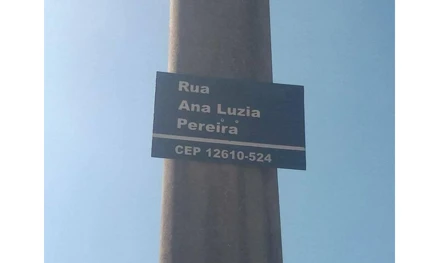 Rua
Ana Luzia
Pereira
CEP 12610-524